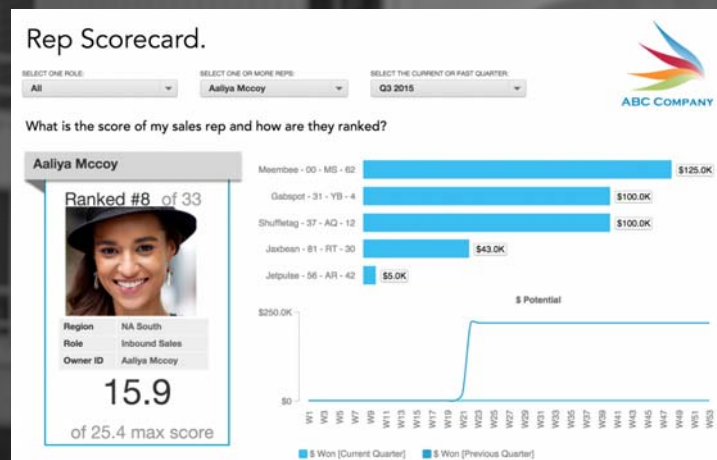 Rep Scorecard.
ABC COMPANY
SELECT ONE ROLE:
All
SELECT ONE OR MORE REPS:
Aaliya Mccoy
SELECT THE CURRENT OR PAST QUARTER:
Q3 2015
What is the score of my sales rep and how are they ranked?
Aaliya Mccoy
Ranked #8 of 33
Region NA South
Role Inbound Sales
Owner ID Aaliya Mccoy
15.9
of 25.4 max score
Meembee - 00 - MS - 62 $125.0K
Gabspot - 31 - YB - 4 $100.0K
Shuffletag - 37 - AQ - 12 $100.0K
Jaxbean - 81 - RT - 30 $43.0K
Jetpulse - 56 - AR - 42 $5.0K
$ Potential
$250.0K
$0
W1 W3 W5 W7 W9 W11 W13 W15 W17 W19 W21 W23 W25 W27 W29 W31 W33 W35 W37 W39 W41 W43 W45 W47 W49 W51 W53
$ Won [Current Quarter] $ Won [Previous Quarter]